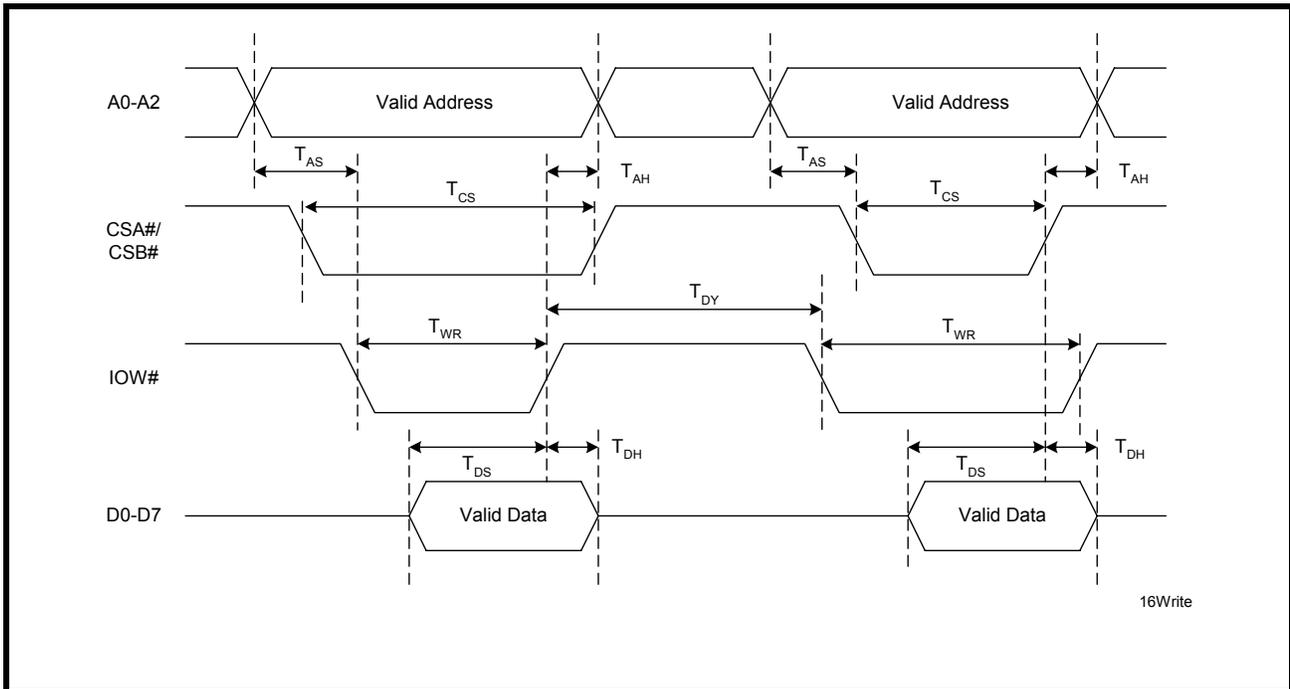 A0-A2
Valid Address
Valid Address
TAS
TAH
TAS
TAH
TCS
TCS
CSA#/
CSB#
TDY
TWR
TWR
IOW#
TDS
TDH
TDS
TDH
D0-D7
Valid Data
Valid Data
16Write